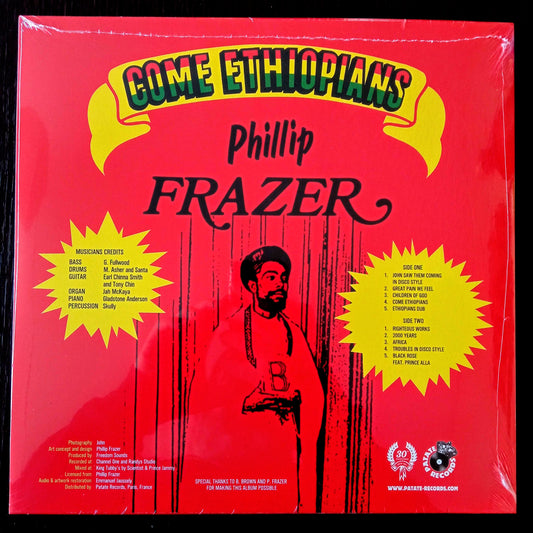 COME ETHIOPIANS
Phillip
FRAZER
MUSICIANS CREDITS
BASS G. Fullwood
DRUMS M. Asher and Santa
GUITAR Earl Chinna Smith
and Tony Chin
ORGAN Jah McKaya
PIANO Gladstone Anderson
PERCUSSION Skully
SIDE ONE
1. JOHN SAW THEM COMING
IN DISCO STYLE
2. GREAT PAIN WE FEEL
3. CHILDREN OF GOD
4. COME ETHIOPIANS
5. ETHIOPIANS DUB
SIDE TWO
1. RIGHTEOUS WORKS
2. 2000 YEARS
3. AFRICA
4. TROUBLES IN DISCO STYLE
5. BLACK ROSE
FEAT. PRINCE ALLA
B
Photography John
Art concept and design Phillip Frazer
Produced by Freedom Sounds
Recorded at Channel One and Randys Studio
Mixed at King Tubby's by Scientist & Prince Jammy
Licensed from Phillip Frazer
Audio & artwork restoration Emmanuel Jaussely
Distributed by Patate Records, Paris, France
SPECIAL THANKS TO B. BROWN AND P. FRAZER
FOR MAKING THIS ALBUM POSSIBLE
30
PATATE RECORDS
WWW.PATATE-RECORDS.COM